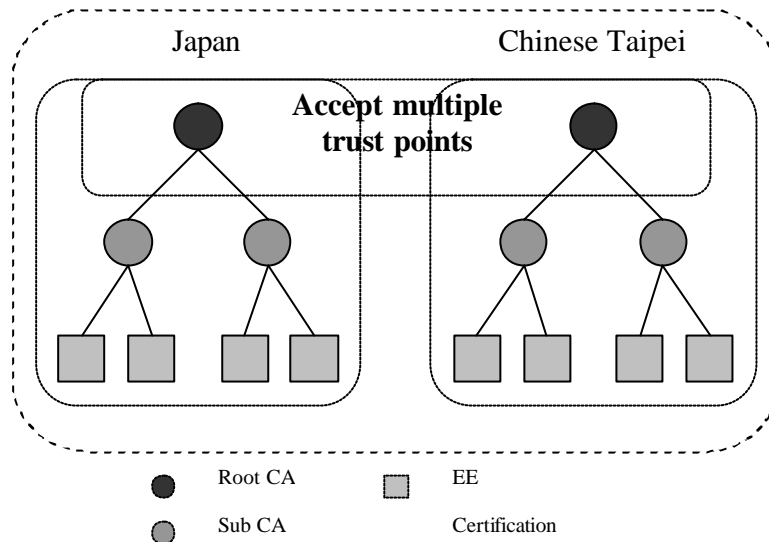 Japan
Chinese Taipei
Accept multiple
trust points
Root CA
EE
Sub CA
Certification